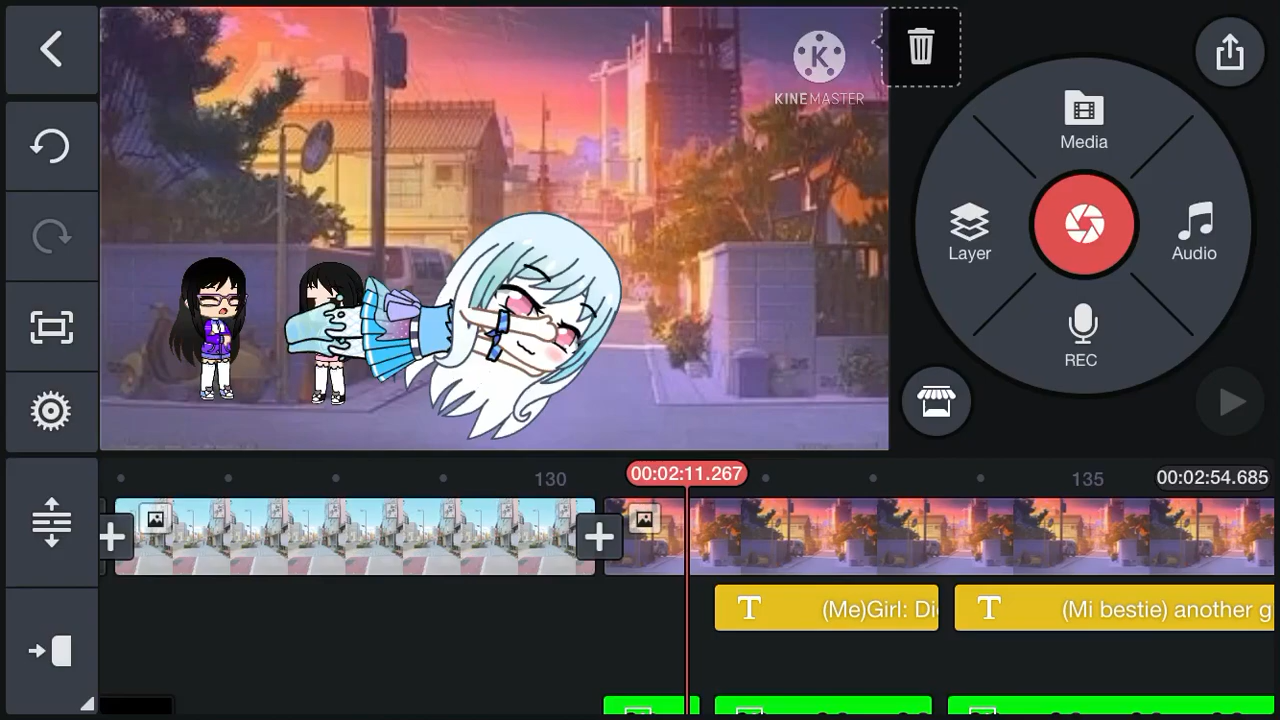 K
KINEMASTER
Media
Layer
Audio
REC
130
00:02:11.267
135
00:02:54.685
T
(Me)Girl: Di
T
(Mi bestie) another g